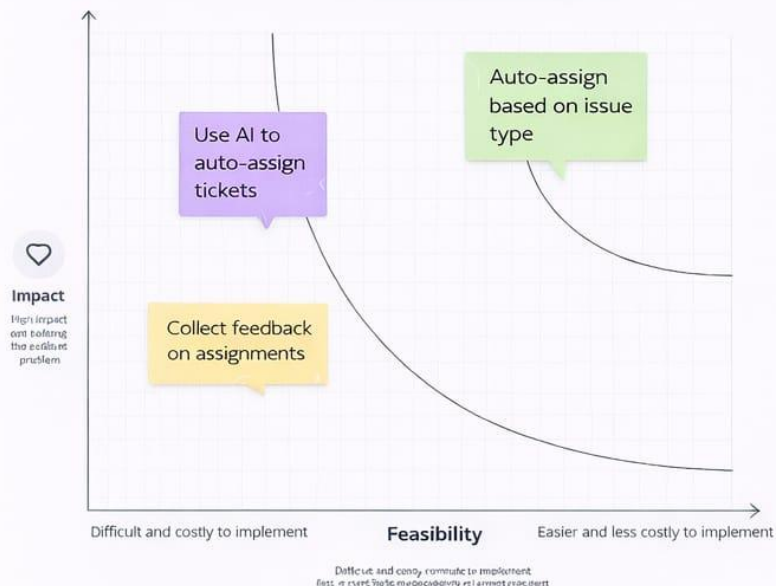 Auto-assign
based on issue
type
Use AI to
auto-assign
tickets
Impact
problem
Collect feedback
on assignments
Difficult and costly to implement
Feasibility
Easier and less costly to implement